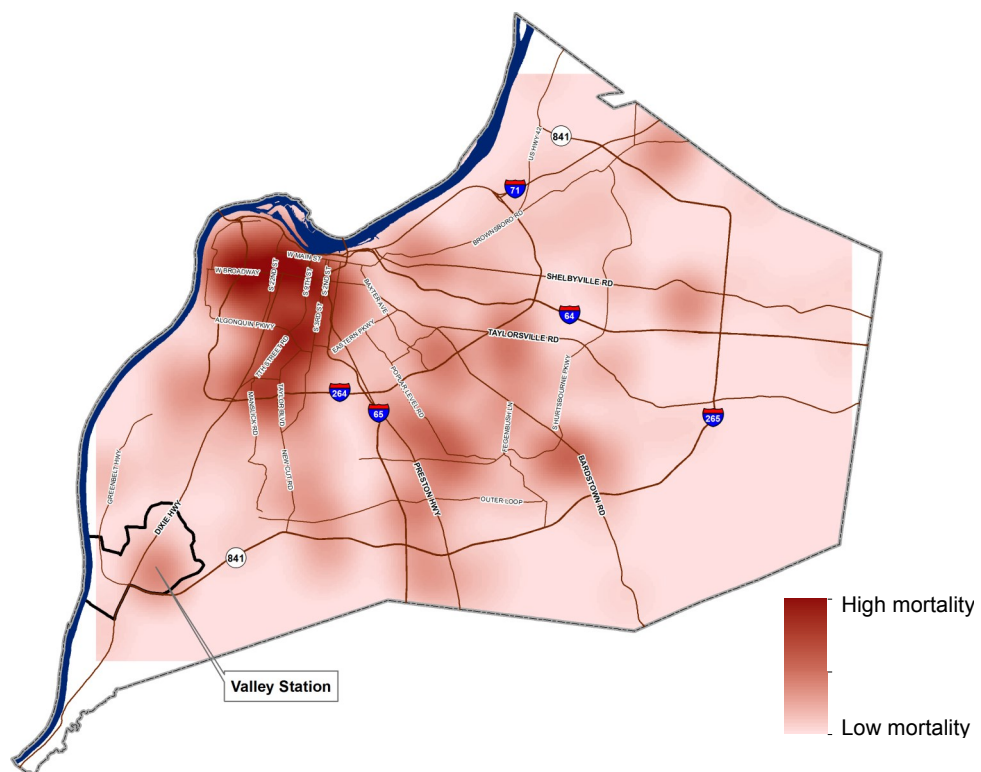 841
US HWY 42
71
BROWNSBORO RD
W MAIN ST
W BROADWAY
S 22ND ST
S 9TH ST
S 2ND ST
S 3RD ST
BAXTER AVE
SHELBYVILLE RD
64
ALGONQUIN PKWY
EASTERN PKWY
TAYLORSVILLE RD
7TH STREET RD
POPLAR LEVEL RD
S HURTSBOURNE PKWY
264
65
265
MANSLICK RD
TAYLOR BLVD
FEGENBUSH LN
GREENBELT HWY
NEW CUT RD
PRESTON HWY
BARDSTOWN RD
OUTER LOOP
DIXIE HWY
841
Valley Station
High mortality
Low mortality